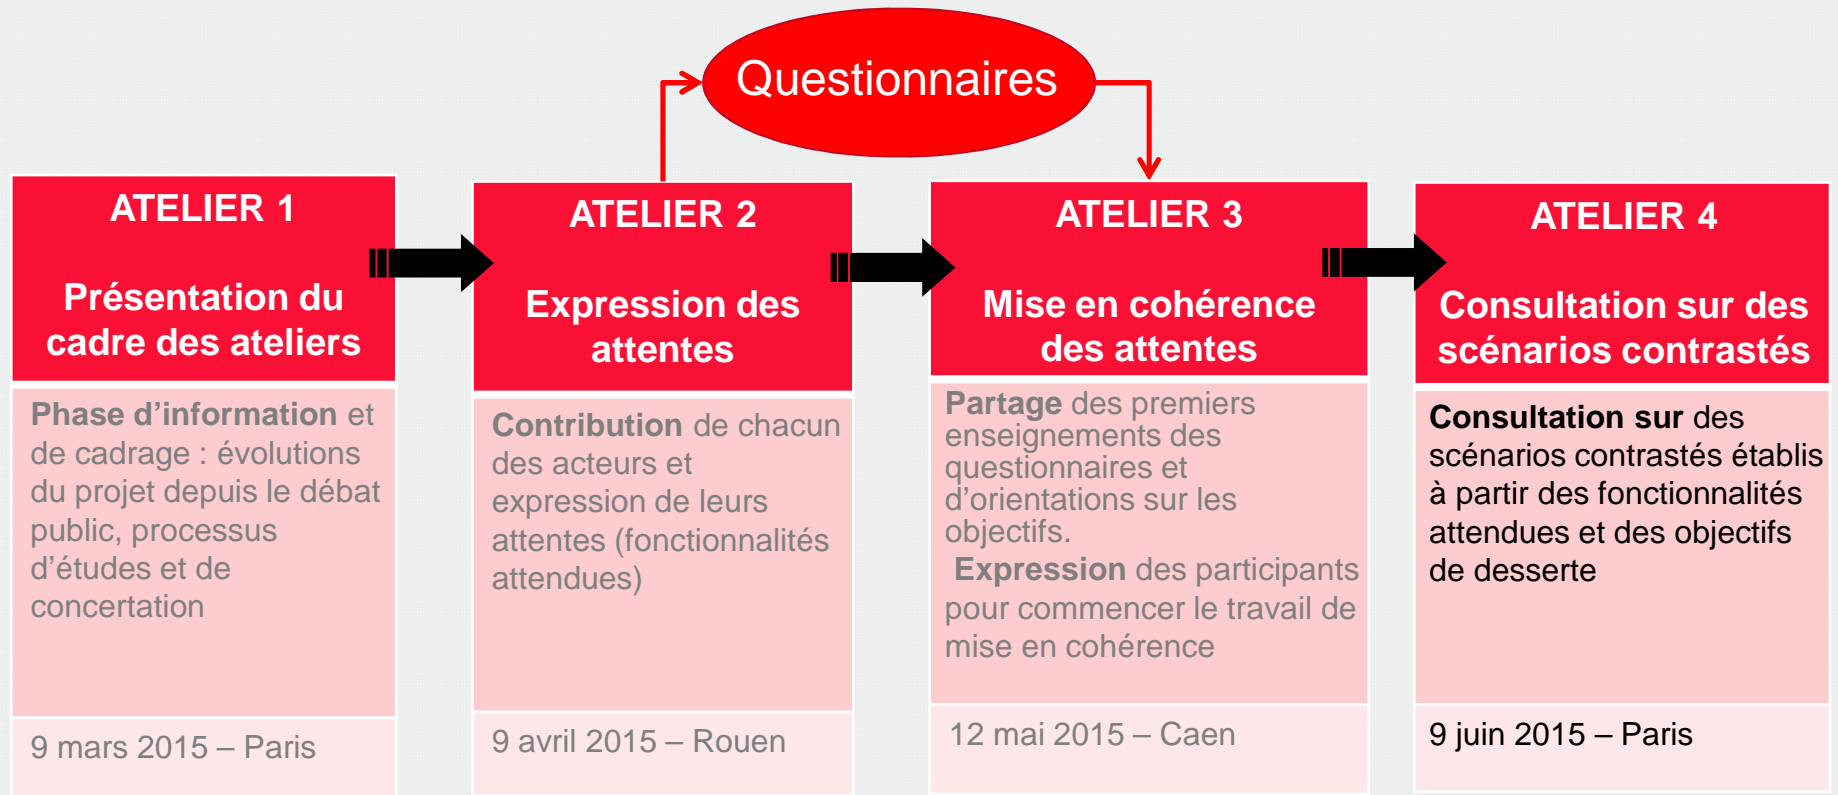 Questionnaires
ATELIER 1
Présentation du
cadre des ateliers
Phase d’information et
de cadrage : évolutions
du projet depuis le débat
public, processus
d’études et de
concertation
9 mars 2015 – Paris
ATELIER 2
Expression des
attentes
Contribution de chacun
des acteurs et
expression de leurs
attentes (fonctionnalités
attendues)
9 avril 2015 – Rouen
ATELIER 3
Mise en cohérence
des attentes
Partage des premiers
enseignements des
questionnaires et
d’orientations sur les
objectifs.
Expression des participants
pour commencer le travail de
mise en cohérence
12 mai 2015 – Caen
ATELIER 4
Consultation sur des
scénarios contrastés
Consultation sur des
scénarios contrastés établis
à partir des fonctionnalités
attendues et des objectifs
de desserte
9 juin 2015 – Paris